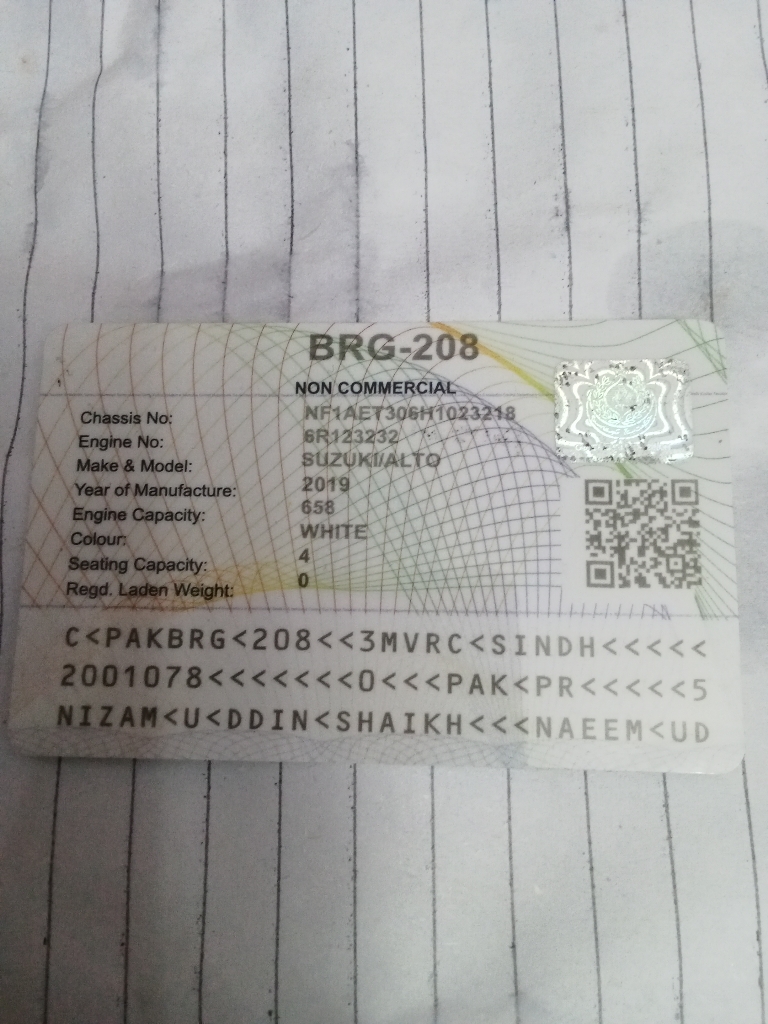 BRG-208
NON COMMERCIAL
Chassis No: NF1AET306H1023218
Engine No: 6R123232
Make & Model: SUZUKI/ALTO
Year of Manufacture: 2019
Engine Capacity: 658
Colour: WHITE
Seating Capacity: 4
Regd. Laden Weight: 0
C<PAKBRG<208<<3MVRC<SINDH<<<<<
2001078<<<<<<<0<<<PAK<PR<<<<<5
NIZAM<U<DDIN<SHAIKH<<<NAEEM<UD